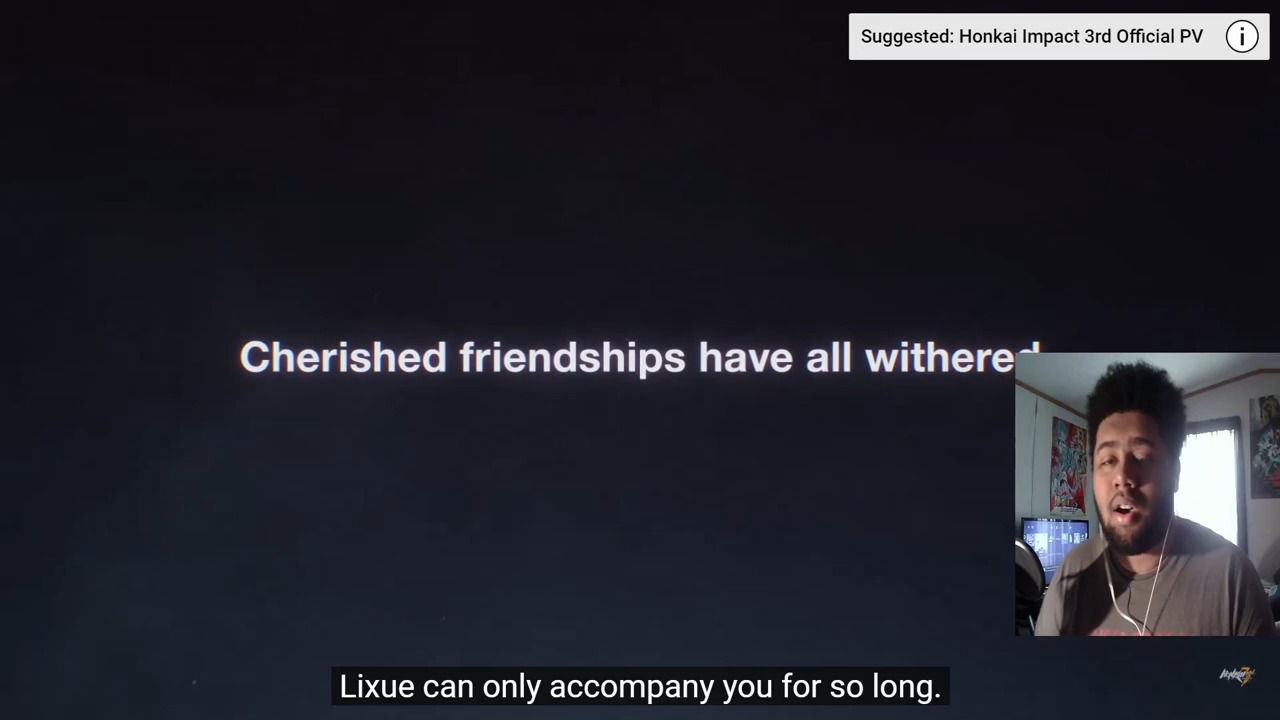 Suggested: Honkai Impact 3rd Official PV
Cherished friendships have all withered
Lixue can only accompany you for so long.